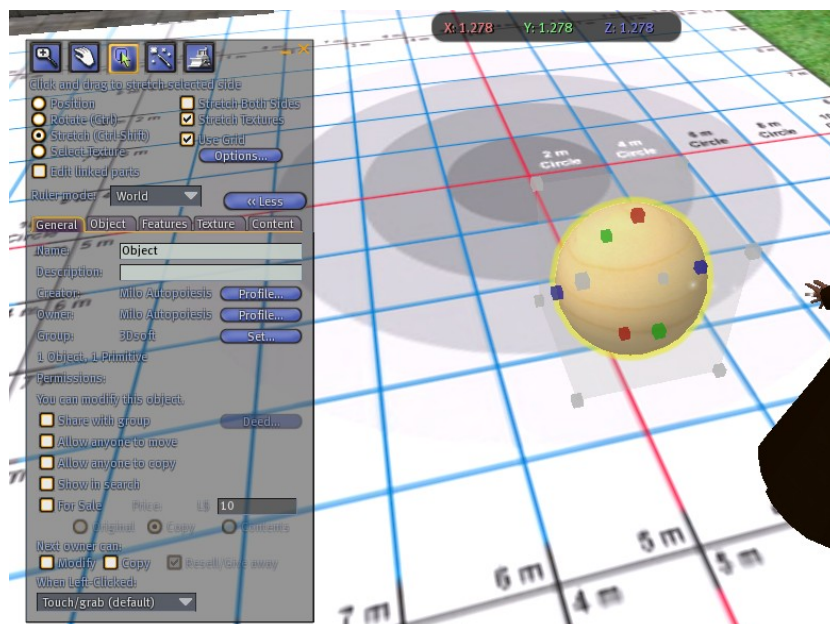 X: 1.278 Y: 1.278 Z: 1.278
Click and drag to stretch selected side
Position
Stretch Both Sides
Rotate (Ctrl)
Stretch Textures
Stretch (Ctrl-Shift)
Use Grid
Select Texture
Options...
Edit linked parts
Ruler mode: World
<< Less
General Object Features Texture Content
Name: Object
Description:
Creator: Milo Autopoiesis Profile...
Owner: Milo Autopoiesis Profile...
Group: 3Dsoft Set...
1 Object, 1 Primitive
Permissions:
You can modify this object.
Share with group Deed...
Allow anyone to move
Allow anyone to copy
Show in search
For Sale Price: L$ 10
Original Copy Contents
Next owner can:
Modify Copy Resell/Give away
When Left-Clicked:
Touch/grab (default)
2 m
Circle
4 m
Circle
6 m
Circle
8 m
Circle
5 m
6 m
5 m
5 m
6 m
4 m
7 m